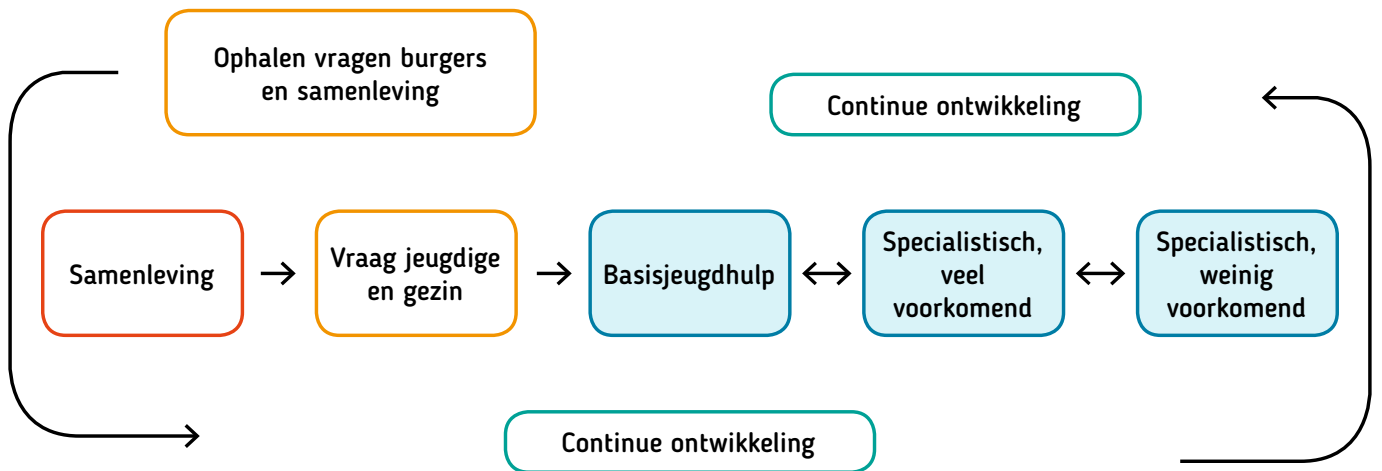 Ophalen vragen burgers
en samenleving
Continue ontwikkeling
Samenleving
Vraag jeugdige
en gezin
Basisjeugdhulp
Specialistisch,
veel
voorkomend
Specialistisch,
weinig
voorkomend
Continue ontwikkeling